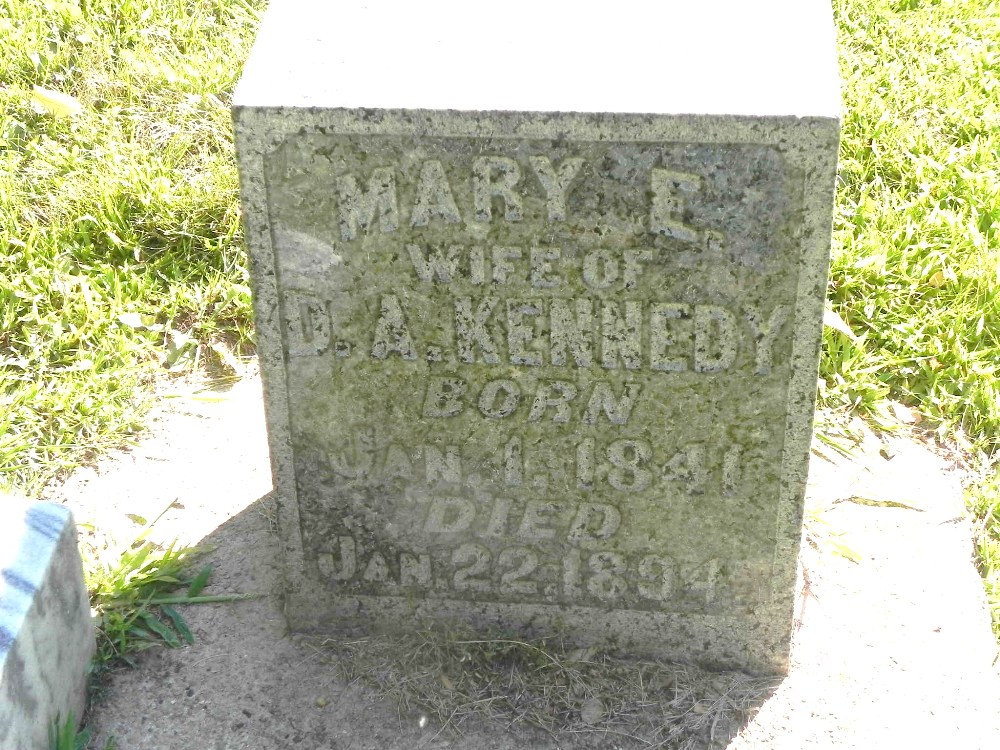 MARY E.
WIFE OF
D. A. KENNEDY
BORN
JAN. 1. 1841
DIED
JAN. 22, 1894